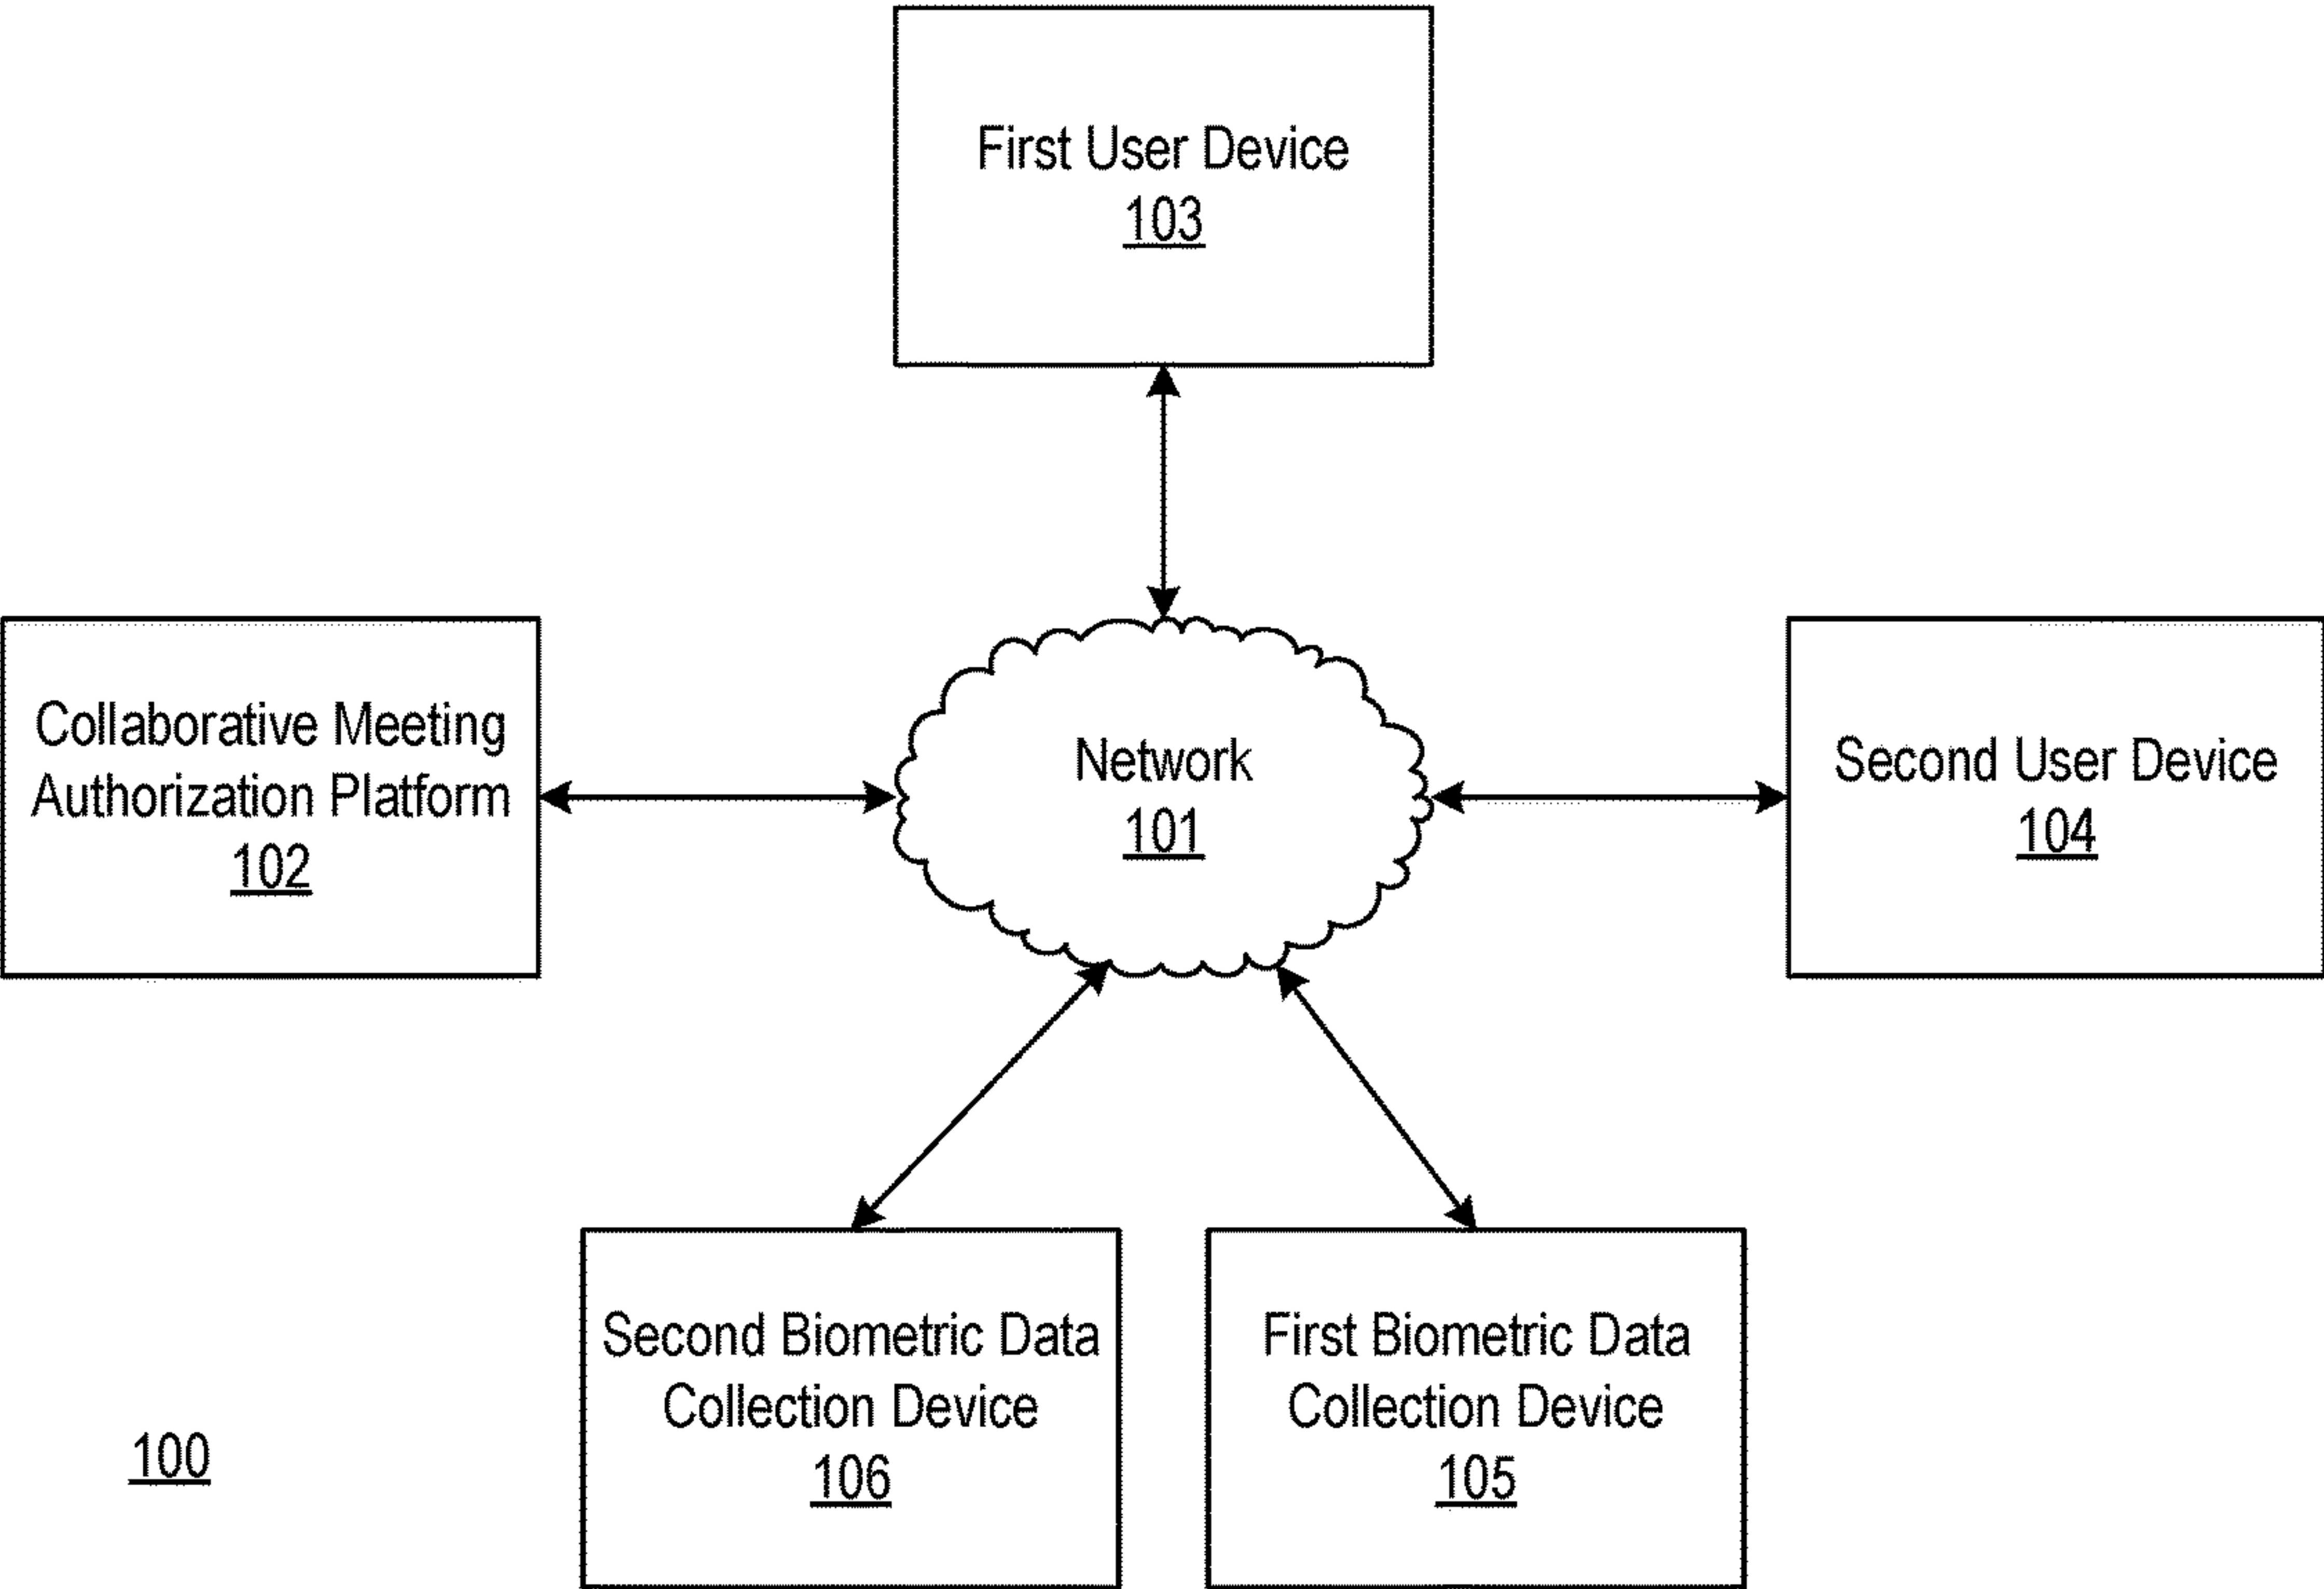 First User Device
103
Collaborative Meeting
Authorization Platform
102
Network
101
Second User Device
104
Second Biometric Data
Collection Device
106
First Biometric Data
Collection Device
105
100